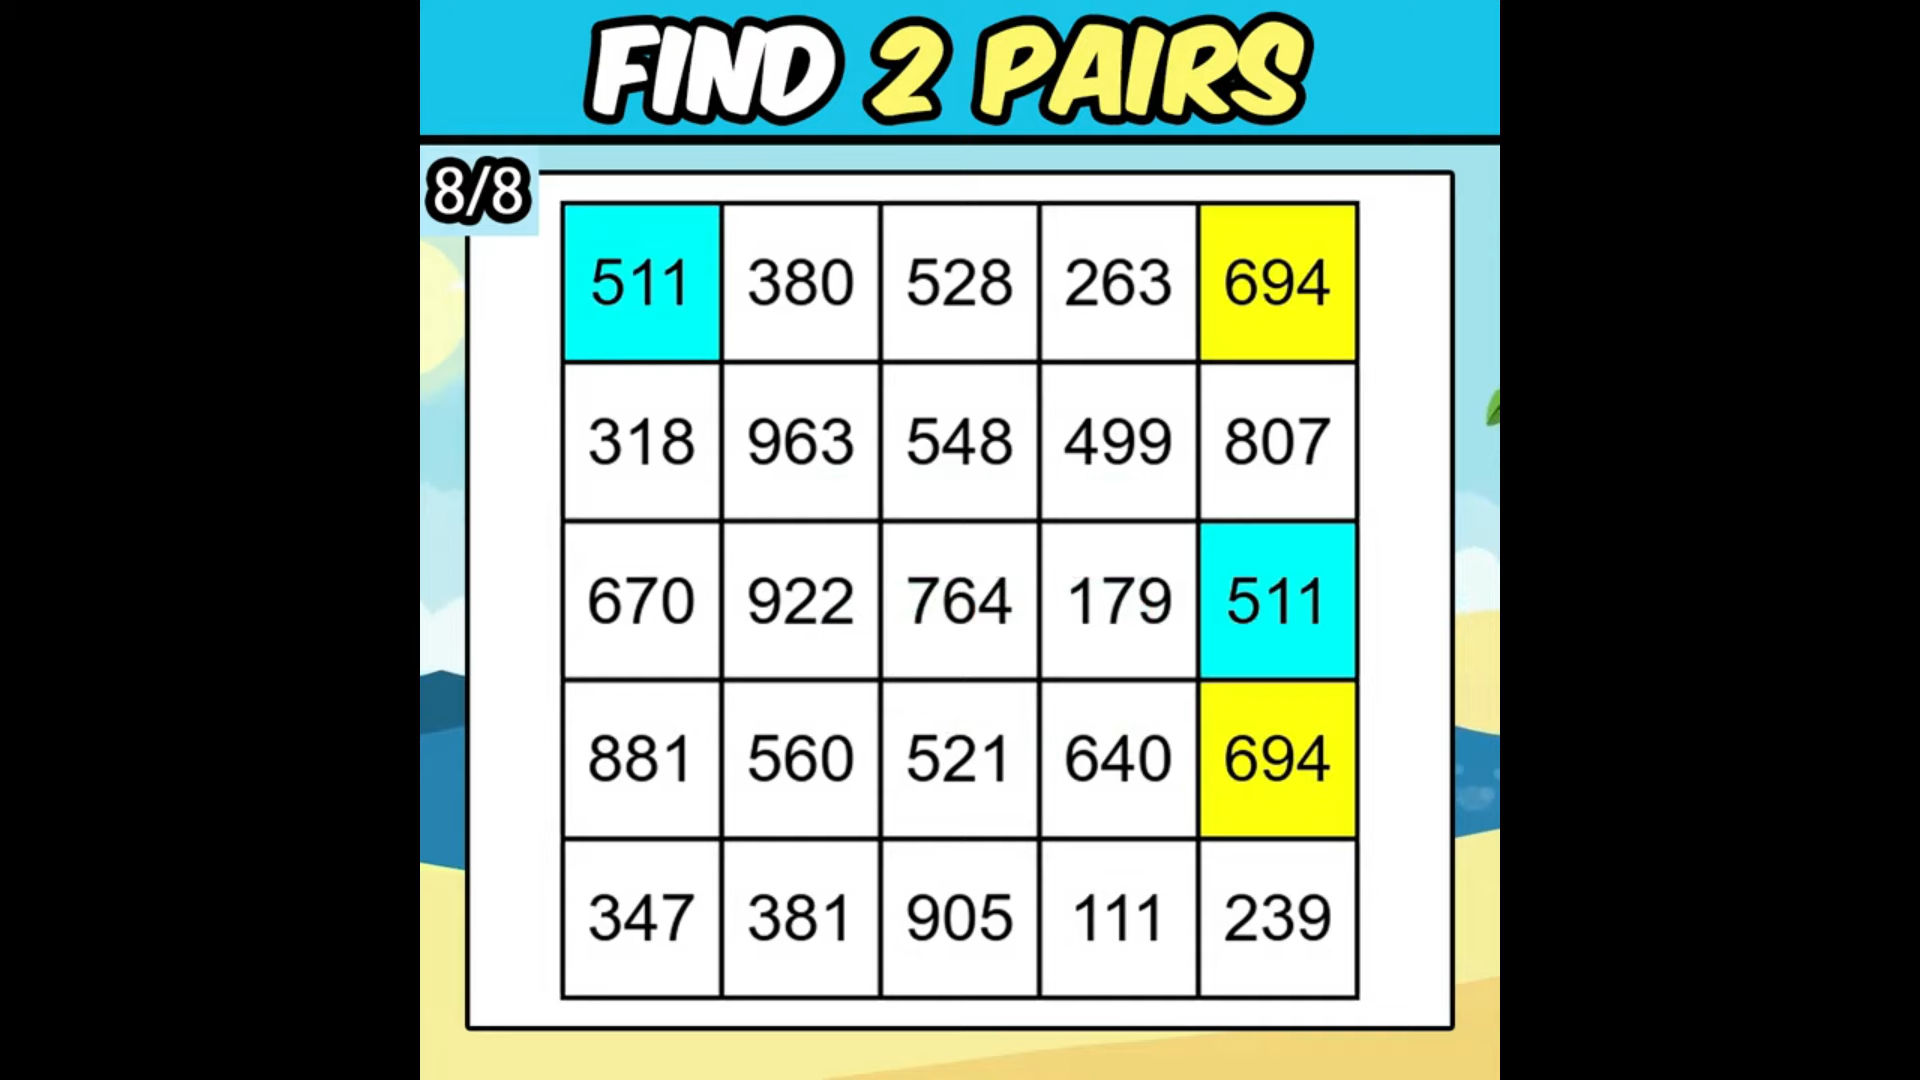 FIND 2 PAIRS
8/8
511 380 528 263 694
318 963 548 499 807
670 922 764 179 511
881 560 521 640 694
347 381 905 111 239